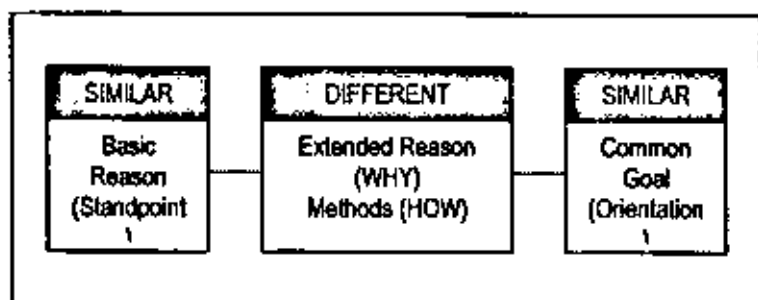 SIMILAR
Basic
Reason
(Standpoint
)
DIFFERENT
Extended Reason
(WHY)
Methods (HOW)
SIMILAR
Common
Goal
(Orientation
)